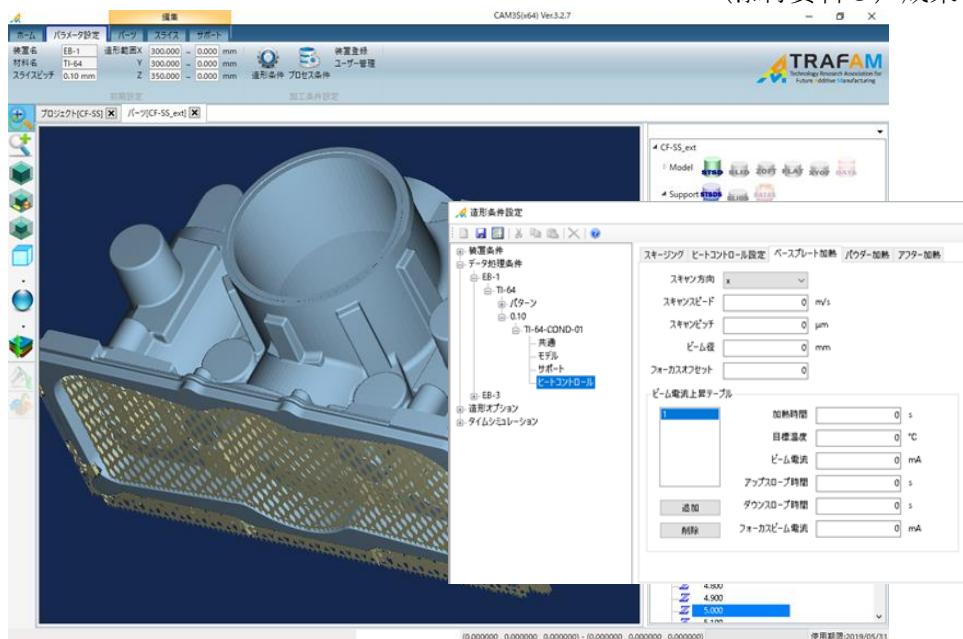 編集
CAM3S(x64) Ver.3.2.7
ホーム パラメータ設定 パーツ スライス サポート
装置名 EB-1 造形範囲X 300.000 ~ 0.000 mm
材料名 TI-64 Y 300.000 ~ 0.000 mm
スライスピッチ 0.10 mm Z 350.000 ~ 0.000 mm
造形条件 プロセス条件
装置登録
ユーザー管理
初期設定 加工条件設定
TRAFAM
Technology Research Association for
Future Additive Manufacturing
プロジェクト[CF-SS] パーツ[CF-SS_ext]
CF-SS_ext
Model STSD SLID ZOFT PLAT XYOF DATA
Support STSDS SLIDS DATAS
造形条件設定
装置条件
データ処理条件
EB-1
TI-64
パターン
0.10
TI-64-COND-01
共通
モデル
サポート
ヒートコントロール
EB-3
造形オプション
タイムシミュレーション
スキージング ヒートコントロール設定 ベースプレート加熱 パウダー加熱 アフター加熱
スキャン方向 x
スキャンスピード 0 m/s
スキャンピッチ 0 μm
ビーム径 0 mm
フォーカスオフセット 0
ビーム電流上昇テーブル
1
加熱時間 0 s
目標温度 0 ℃
ビーム電流 0 mA
アップスロープ時間 0 s
追加 ダウンスロープ時間 0 s
削除 フォーカスビーム電流 0 mA
4.800
4.900
5.000
5.100
(0.000000 , 0.000000 , 0.000000) - (0.000000 , 0.000000 , 0.000000)
使用期限:2019/05/31